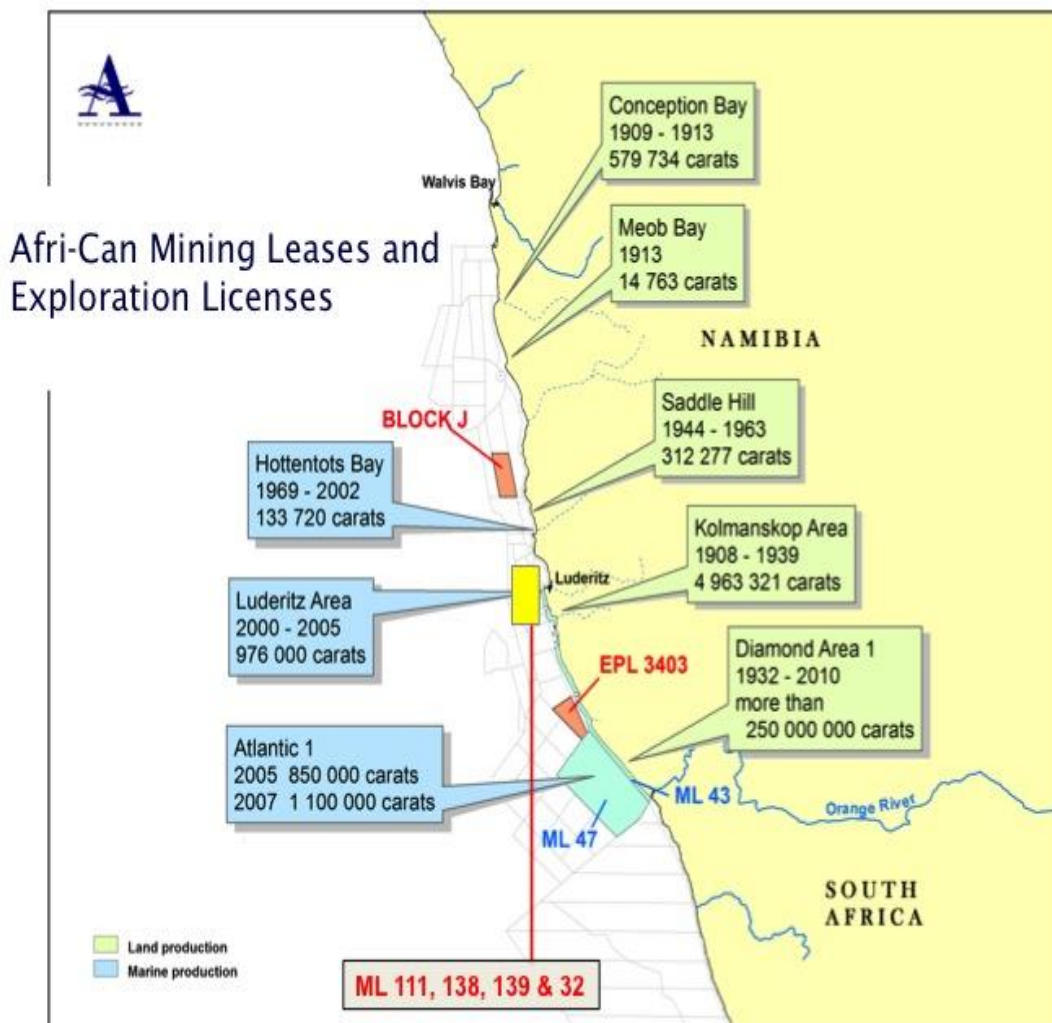 A
Afri-Can Mining Leases and
Exploration Licenses
Walvis Bay
Conception Bay
1909 - 1913
579 734 carats
Meob Bay
1913
14 763 carats
NAMIBIA
BLOCK J
Saddle Hill
1944 - 1963
312 277 carats
Hottentots Bay
1969 - 2002
133 720 carats
Kolmanskop Area
1908 - 1939
4 963 321 carats
Luderitz
Luderitz Area
2000 - 2005
976 000 carats
EPL 3403
Diamond Area 1
1932 - 2010
more than
250 000 000 carats
Atlantic 1
2005 850 000 carats
2007 1 100 000 carats
ML 43
ML 47
Orange River
SOUTH
AFRICA
Land production
Marine production
ML 111, 138, 139 & 32